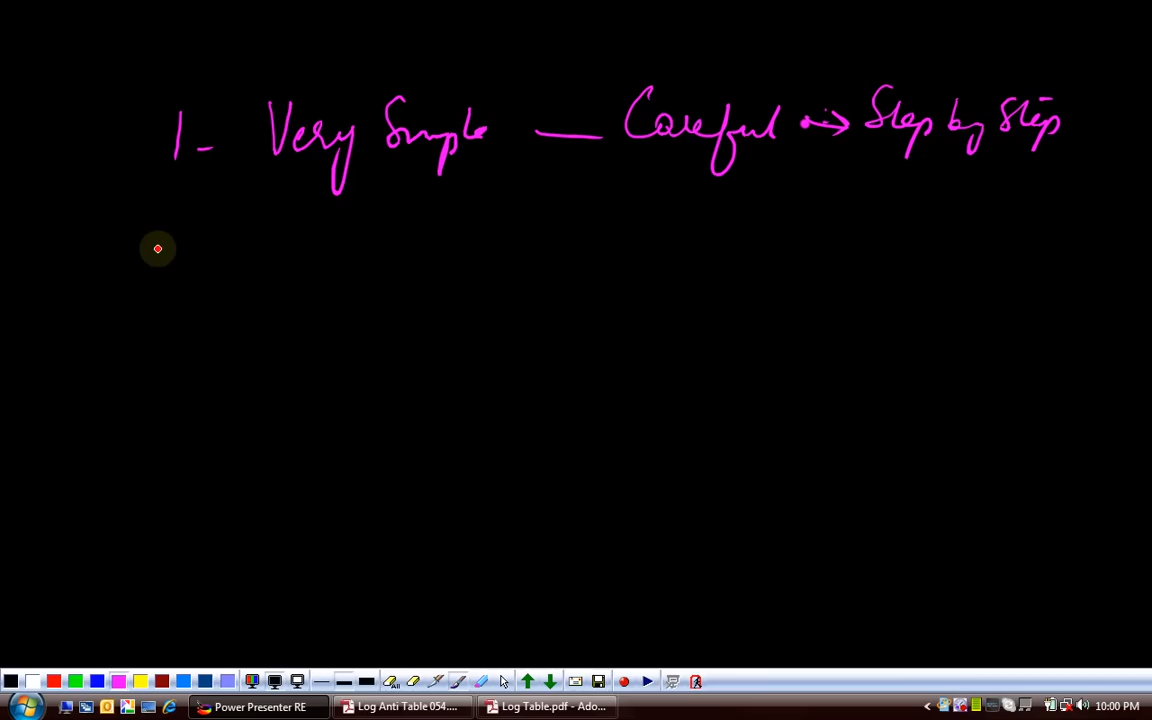 1- Very Simple — Careful → Step by Step
Power Presenter RE
Log Anti Table 054....
Log Table.pdf - Ado...
10:00 PM